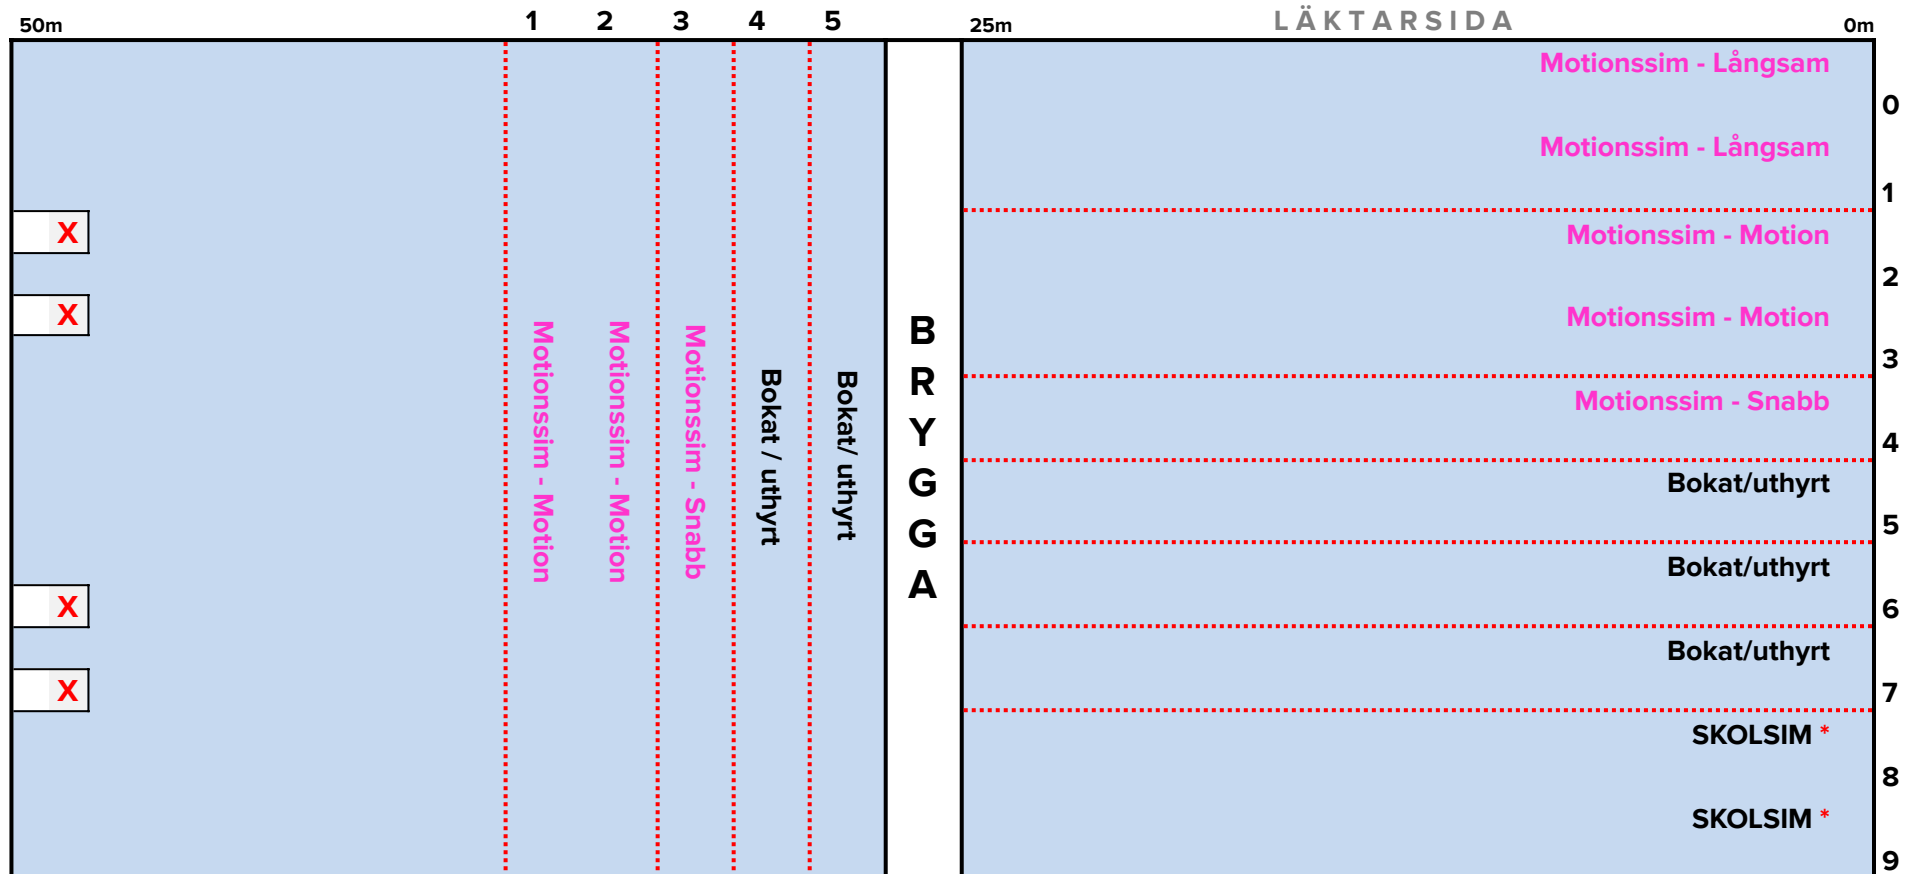 50m
1 2 3 4 5
25m
LÄKTARSIDA
0m
Motionssim - Långsam
0
Motionssim - Långsam
1
X
Motionssim - Motion
2
X
Motionssim - Motion
3
Motionssim - Motion
Motionssim - Motion
Motionssim - Snabb
Bokat / uthyrt
Bokat/ uthyrt
BRYGGA
Motionssim - Snabb
4
Bokat/uthyrt
5
Bokat/uthyrt
6
X
Bokat/uthyrt
7
X
SKOLSIM *
8
SKOLSIM *
9